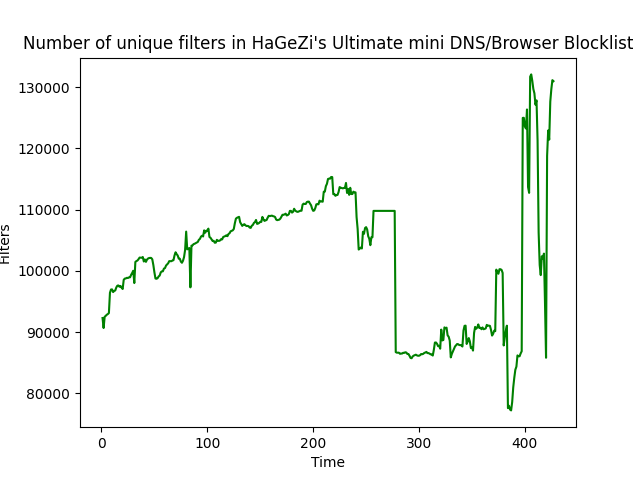 Number of unique filters in HaGeZi's Ultimate mini DNS/Browser Blocklist
130000
120000
110000
100000
90000
80000
Filters
0 100 200 300 400
Time